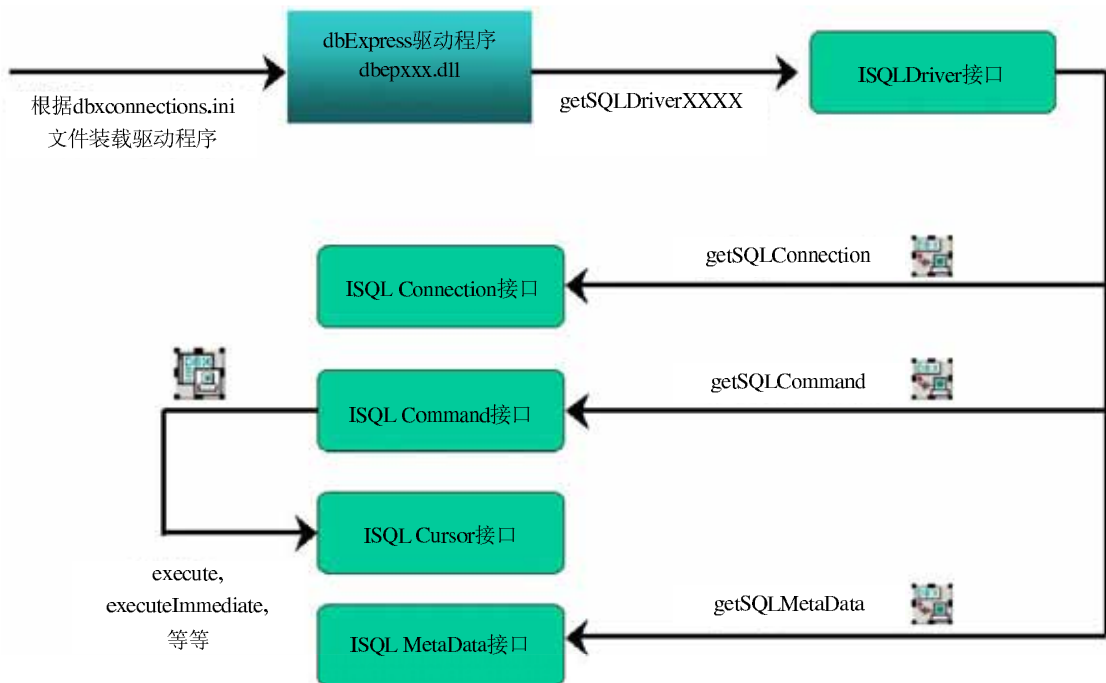 dbExpress驱动程序
dbepxxx.dll
根据dbxconnections.ini
文件装载驱动程序
getSQLDriverXXXX
ISQLDriver接口
getSQLConnection
ISQL Connection接口
getSQLCommand
ISQL Command接口
ISQL Cursor接口
execute,
executeImmediate,
等等
getSQLMetaData
ISQL MetaData接口